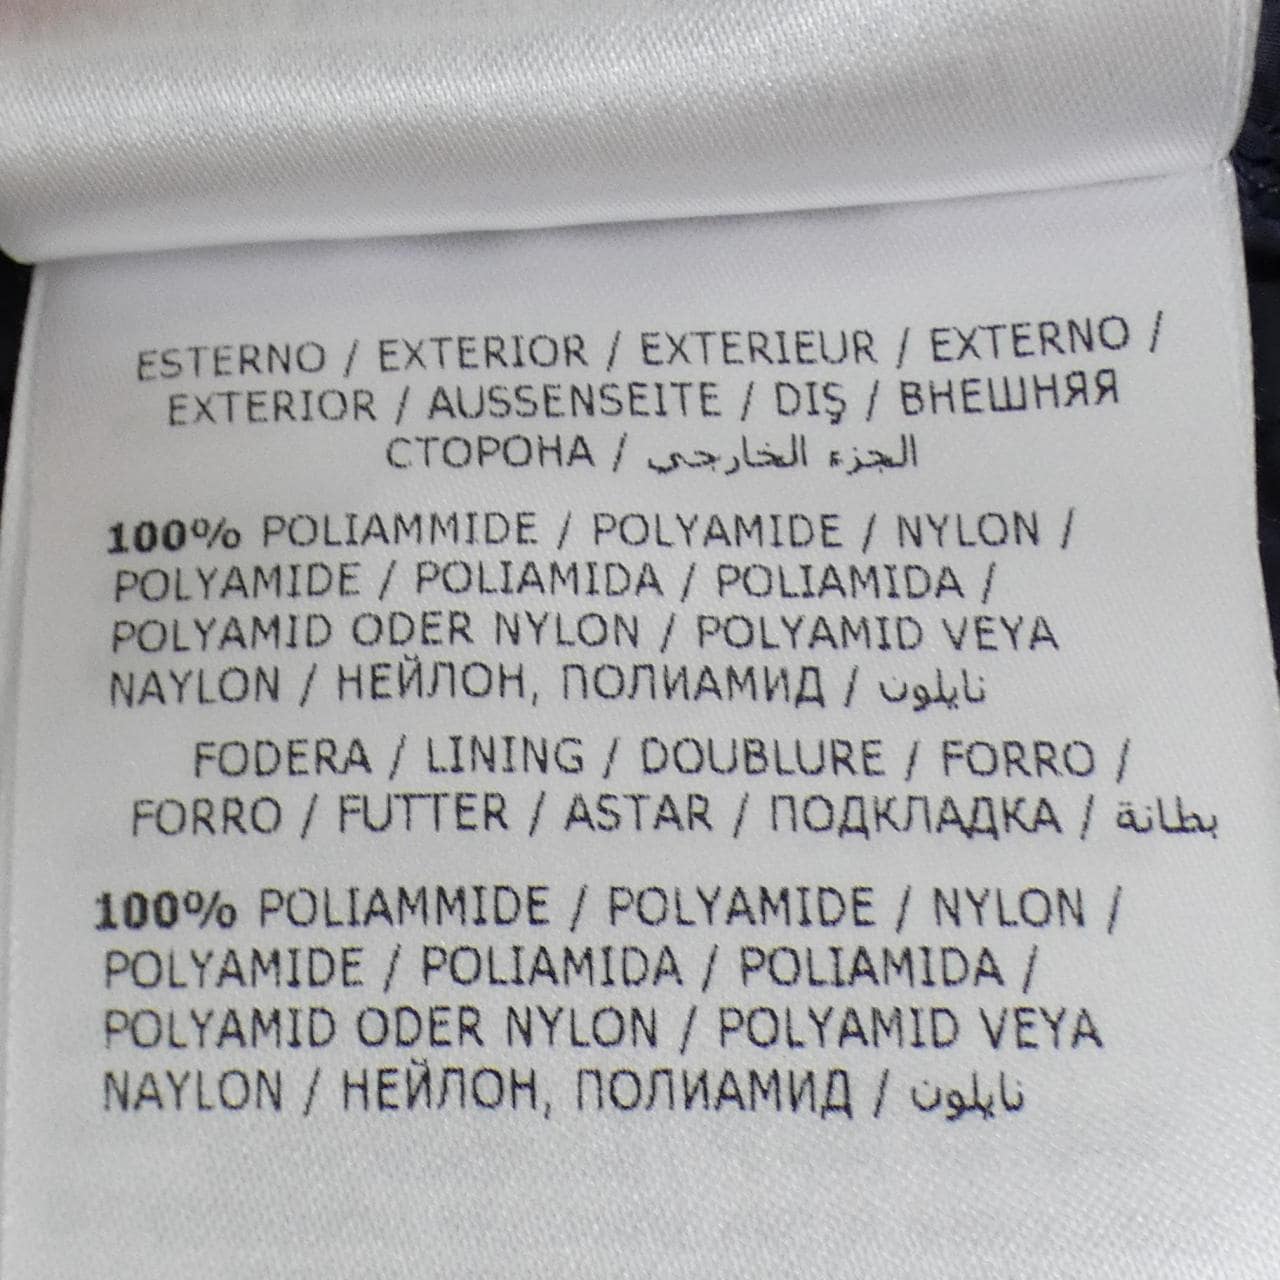 ESTERNO / EXTERIOR / EXTERIEUR / EXTERNO /
EXTERIOR / AUSSENSEITE / DIŞ / ВНЕШНЯЯ
СТОРОНА / الجزء الخارجي
100% POLIAMMIDE / POLYAMIDE / NYLON /
POLYAMIDE / POLIAMIDA / POLIAMIDA /
POLYAMID ODER NYLON / POLYAMID VEYA
NAYLON / НЕЙЛОН, ПОЛИАМИД / نايلون
FODERA / LINING / DOUBLURE / FORRO /
FORRO / FUTTER / ASTAR / ПОДКЛАДКА / بطانة
100% POLIAMMIDE / POLYAMIDE / NYLON /
POLYAMIDE / POLIAMIDA / POLIAMIDA /
POLYAMID ODER NYLON / POLYAMID VEYA
NAYLON / НЕЙЛОН, ПОЛИАМИД / نايلون